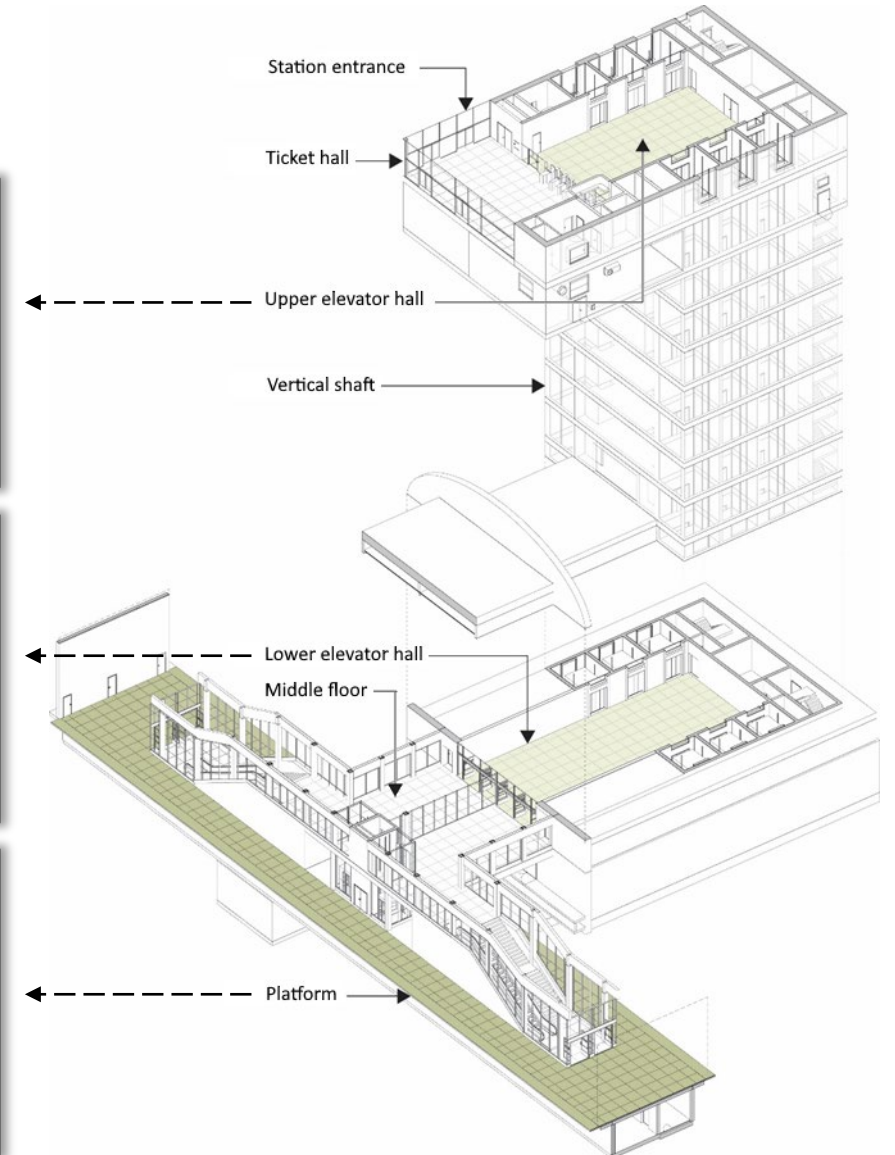 Station entrance
Ticket hall
Upper elevator hall
Vertical shaft
Lower elevator hall
Middle floor
Platform